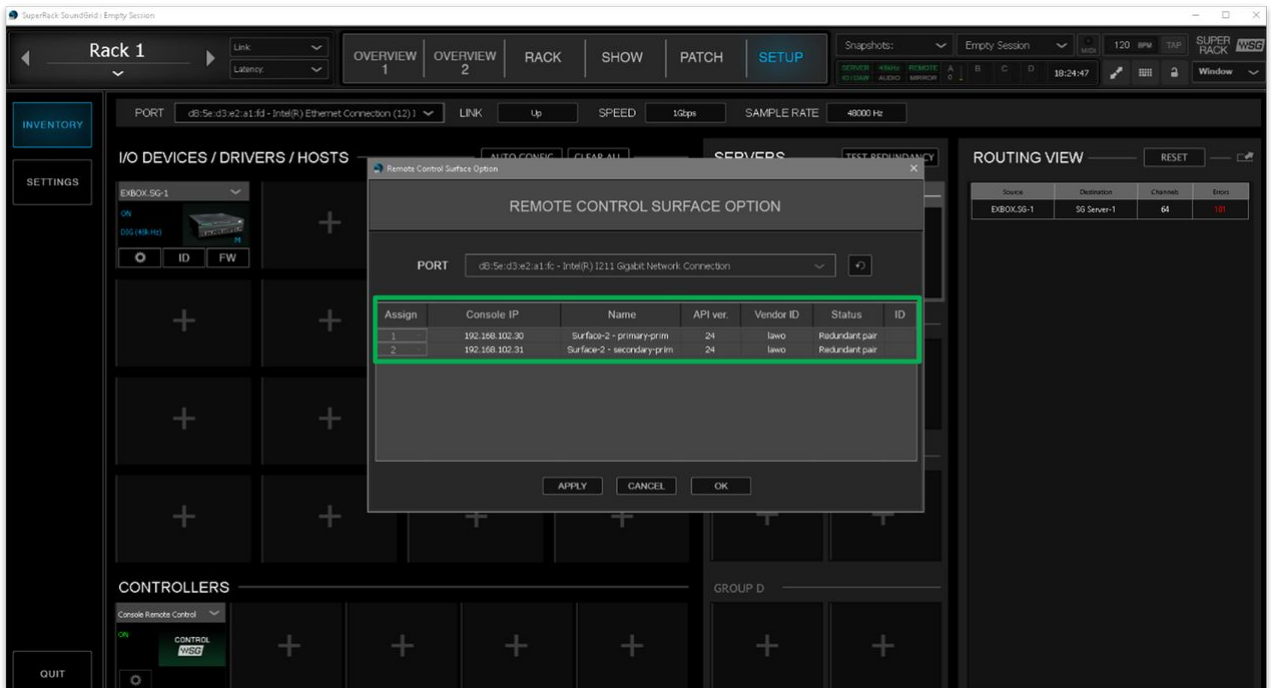 SuperRack SoundGrid : Empty Session
Rack 1
Link:
Latency:
OVERVIEW 1
OVERVIEW 2
RACK
SHOW
PATCH
SETUP
Snapshots:
Empty Session
MIDI
120 BPM TAP
SUPER RACK WSG
SERVER 48kHz REMOTE A B C D
IO/DAW AUDIO MIRROR 0
18:24:47
Window
INVENTORY
SETTINGS
QUIT
PORT d8:5e:d3:e2:a1:fd - Intel(R) Ethernet Connection (12) I LINK Up SPEED 1Gbps SAMPLE RATE 48000 Hz
I/O DEVICES / DRIVERS / HOSTS
AUTO CONFIG CLEAR ALL
SERVERS
TEST REDUNDANCY
ROUTING VIEW
RESET
EXBOX.SG-1
ON
DIG (48k Hz)
M
ID FW
Source Destination Channels Errors
EXBOX.SG-1 SG Server-1 64 101
Remote Control Surface Option
REMOTE CONTROL SURFACE OPTION
PORT d8:5e:d3:e2:a1:fc - Intel(R) I211 Gigabit Network Connection
Assign Console IP Name API ver. Vendor ID Status ID
1 192.168.102.30 Surface-2 - primary-prim 24 lawo Redundant pair
2 192.168.102.31 Surface-2 - secondary-prim 24 lawo Redundant pair
APPLY CANCEL OK
CONTROLLERS
GROUP D
Console Remote Control
ON
CONTROL
WSG